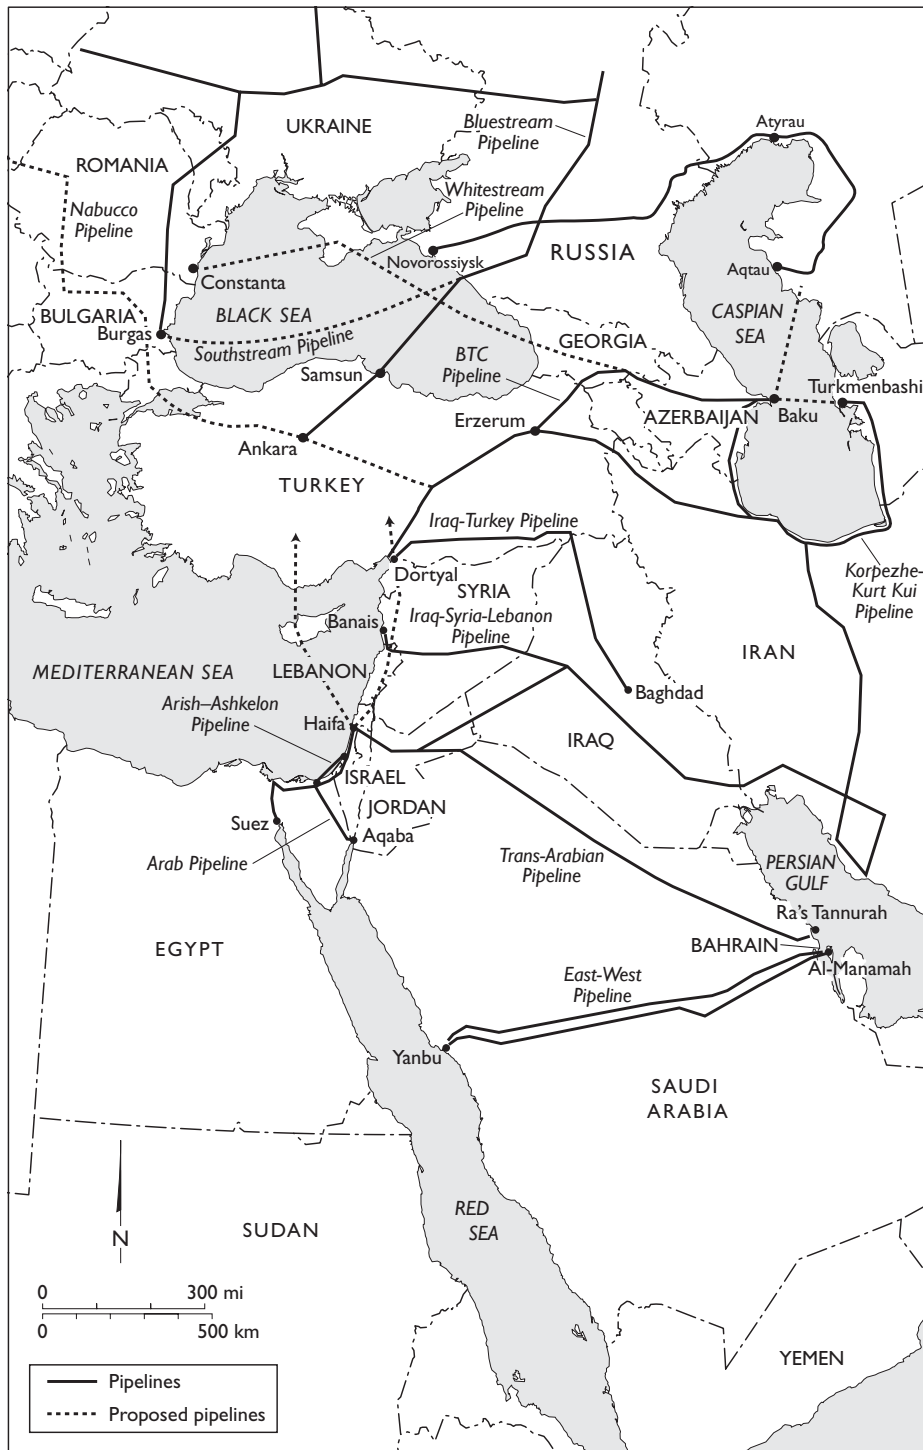 Atyrau
Bluestream
Pipeline
UKRAINE
ROMANIA
Whitestream
Pipeline
Nabucco
Pipeline
RUSSIA
Novorossiysk
Aqtau
Constanta
CASPIAN
SEA
BLACK SEA
BULGARIA
Burgas
Southstream Pipeline
GEORGIA
BTC
Pipeline
Samsun
Turkmenbashi
AZERBAIJAN
Baku
Erzerum
Ankara
TURKEY
Iraq-Turkey Pipeline
Dortyal
Korpezhe-
Kurt Kui
Pipeline
SYRIA
Banais
Iraq-Syria-Lebanon
Pipeline
IRAN
MEDITERRANEAN SEA
LEBANON
Baghdad
Arish–Ashkelon
Pipeline
Haifa
IRAQ
ISRAEL
JORDAN
Suez
Aqaba
Arab Pipeline
Trans-Arabian
Pipeline
PERSIAN
GULF
Ra's Tannurah
EGYPT
BAHRAIN
Al-Manamah
East-West
Pipeline
Yanbu
SAUDI
ARABIA
RED
SEA
SUDAN
N
0 300 mi
0 500 km
YEMEN
Pipelines
Proposed pipelines